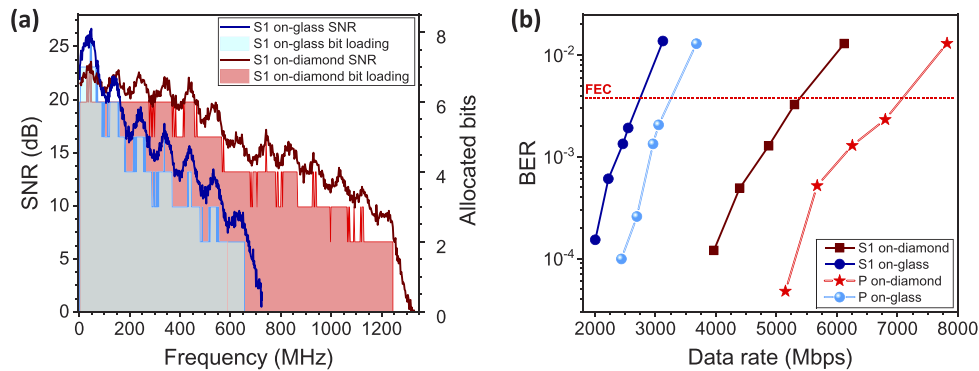 (a)
S1 on-glass SNR
S1 on-glass bit loading
S1 on-diamond SNR
S1 on-diamond bit loading
SNR (dB)
25
20
15
10
5
0
8
6
4
2
0
Allocated bits
0 200 400 600 800 1000 1200
Frequency (MHz)
(b)
BER
10⁻²
10⁻³
10⁻⁴
FEC
S1 on-diamond
S1 on-glass
P on-diamond
P on-glass
2000 3000 4000 5000 6000 7000 8000
Data rate (Mbps)